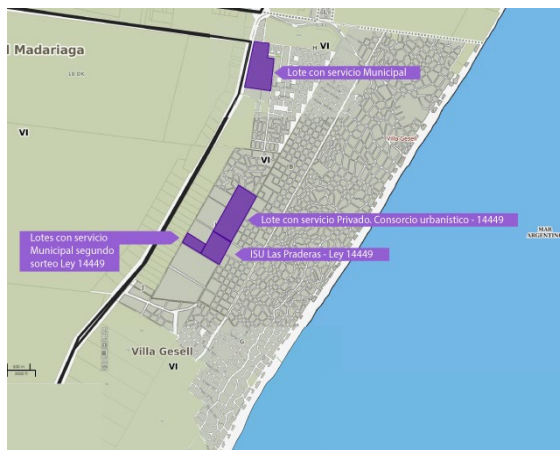 l Madariaga
VI
Lote con servicio Municipal
VI
Villa Gesell
VI
Lote con servicio Privado. Consorcio urbanístico - 14449
MAR
ARGENTINO
Lotes con servicio
Municipal segundo
sorteo Ley 14449
ISU Las Praderas - Ley 14449
Villa Gesell
VI